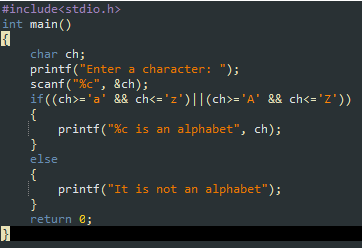 #include<stdio.h>
int main()
{
char ch;
printf("Enter a character: ");
scanf("%c", &ch);
if((ch>='a' && ch<='z')||(ch>='A' && ch<='Z'))
{
printf("%c is an alphabet", ch);
}
else
{
printf("It is not an alphabet");
}
return 0;
}